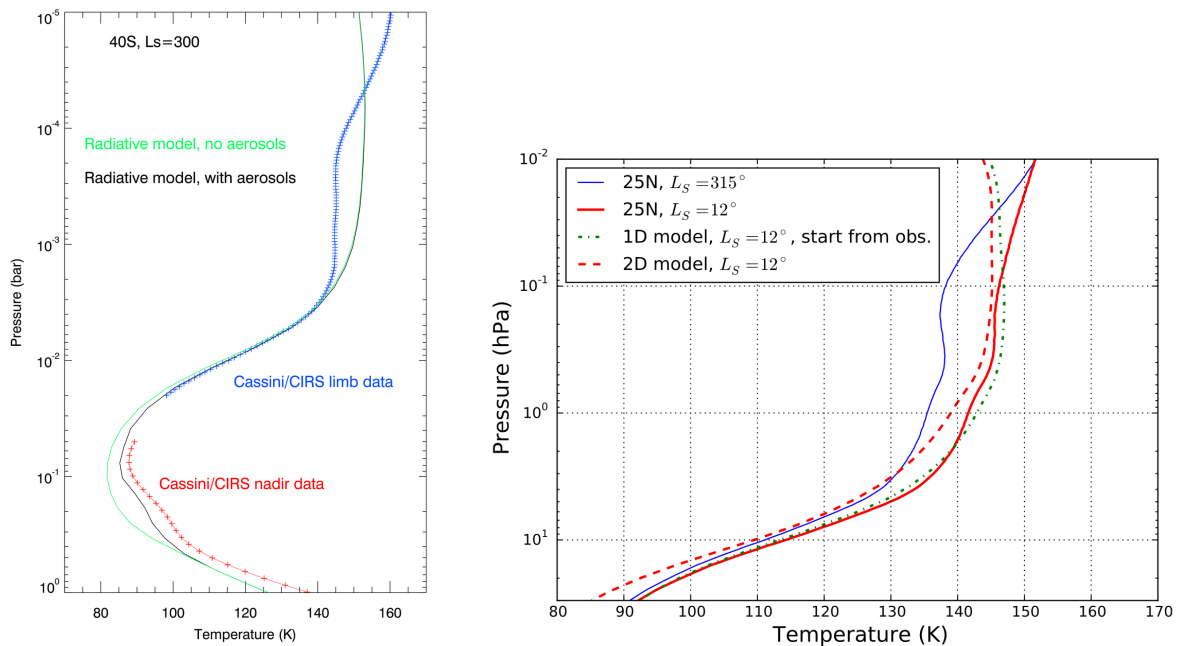 10⁻⁵
40S, Ls=300
10⁻⁴
Radiative model, no aerosols
Radiative model, with aerosols
10⁻³
Pressure (bar)
10⁻²
Cassini/CIRS limb data
10⁻¹
Cassini/CIRS nadir data
10⁰
80 100 120 140 160
Temperature (K)
10⁻²
25N, L_S=315°
25N, L_S=12°
1D model, L_S=12°, start from obs.
2D model, L_S=12°
10⁻¹
Pressure (hPa)
10⁰
10¹
80 90 100 110 120 130 140 150 160 170
Temperature (K)